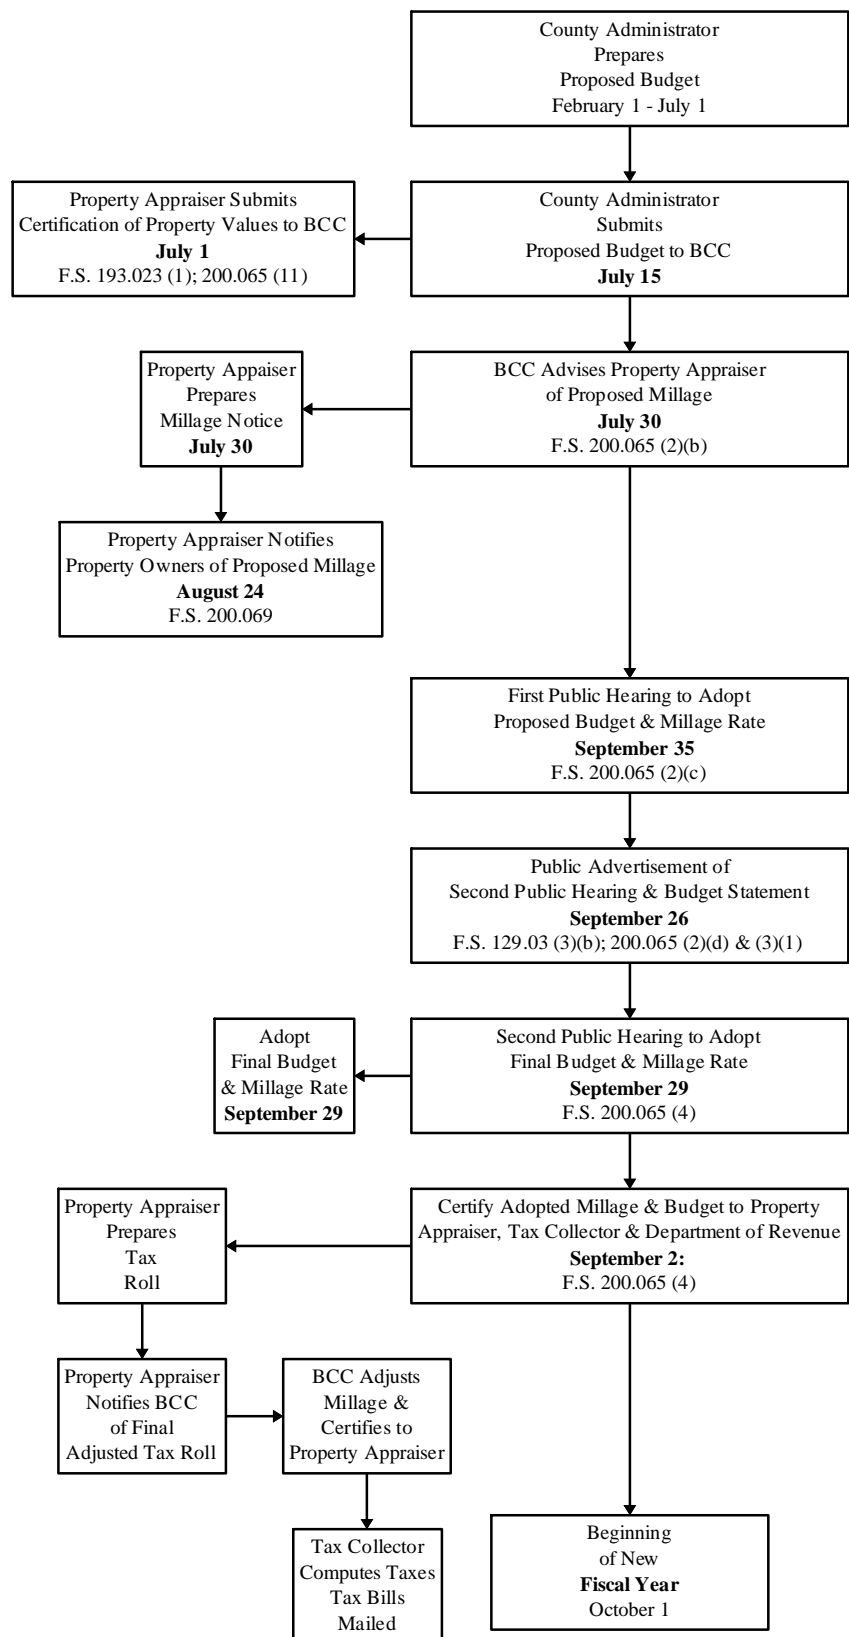 County Administrator
Prepares
Proposed Budget
February 1 - July 1
Property Appraiser Submits
Certification of Property Values to BCC
July 1
F.S. 193.023 (1); 200.065 (11)
County Administrator
Submits
Proposed Budget to BCC
July 15
Property Appaiser
Prepares
Millage Notice
July 30
BCC Advises Property Appraiser
of Proposed Millage
July 30
F.S. 200.065 (2)(b)
Property Appraiser Notifies
Property Owners of Proposed Millage
August 24
F.S. 200.069
First Public Hearing to Adopt
Proposed Budget & Millage Rate
September 35
F.S. 200.065 (2)(c)
Public Advertisement of
Second Public Hearing & Budget Statement
September 26
F.S. 129.03 (3)(b); 200.065 (2)(d) & (3)(1)
Adopt
Final Budget
& Millage Rate
September 29
Second Public Hearing to Adopt
Final Budget & Millage Rate
September 29
F.S. 200.065 (4)
Property Appraiser
Prepares
Tax
Roll
Certify Adopted Millage & Budget to Property
Appraiser, Tax Collector & Department of Revenue
September 2:
F.S. 200.065 (4)
Property Appraiser
Notifies BCC
of Final
Adjusted Tax Roll
BCC Adjusts
Millage &
Certifies to
Property Appraiser
Tax Collector
Computes Taxes
Tax Bills
Mailed
Beginning
of New
Fiscal Year
October 1